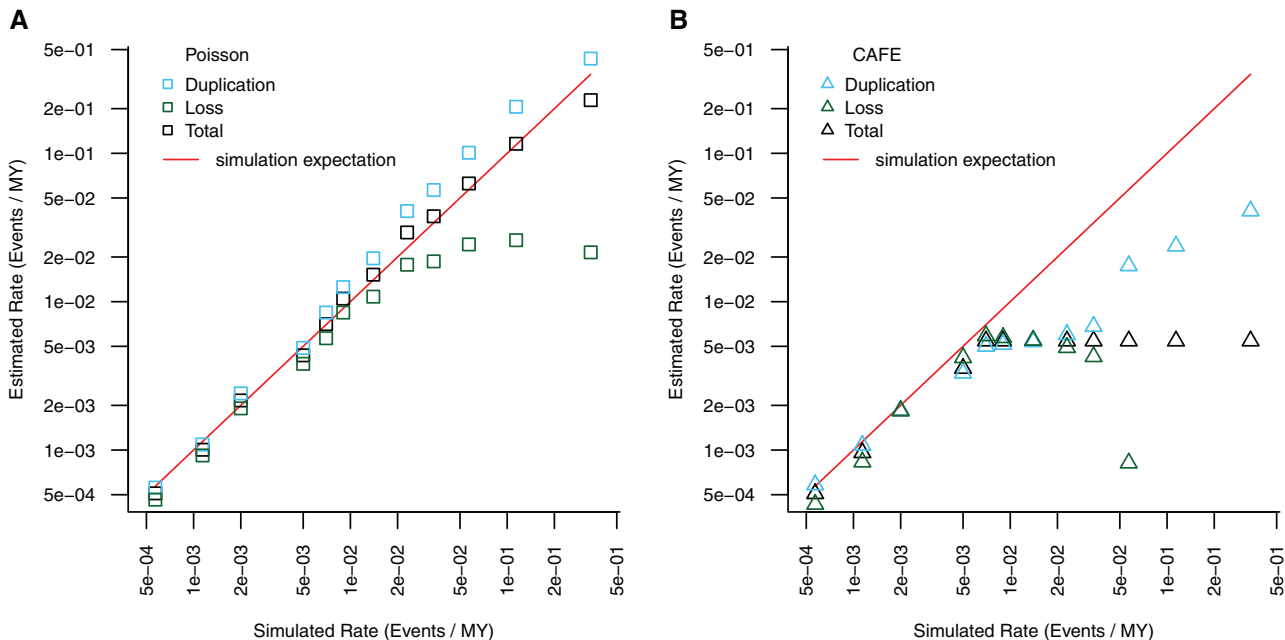 A
Poisson
Duplication
Loss
Total
simulation expectation
Estimated Rate (Events / MY)
5e−01
2e−01
1e−01
5e−02
2e−02
1e−02
5e−03
2e−03
1e−03
5e−04
5e−04
1e−03
2e−03
5e−03
1e−02
2e−02
5e−02
1e−01
2e−01
5e−01
Simulated Rate (Events / MY)
B
CAFE
Duplication
Loss
Total
simulation expectation
Estimated Rate (Events / MY)
5e−01
2e−01
1e−01
5e−02
2e−02
1e−02
5e−03
2e−03
1e−03
5e−04
5e−04
1e−03
2e−03
5e−03
1e−02
2e−02
5e−02
1e−01
2e−01
5e−01
Simulated Rate (Events / MY)